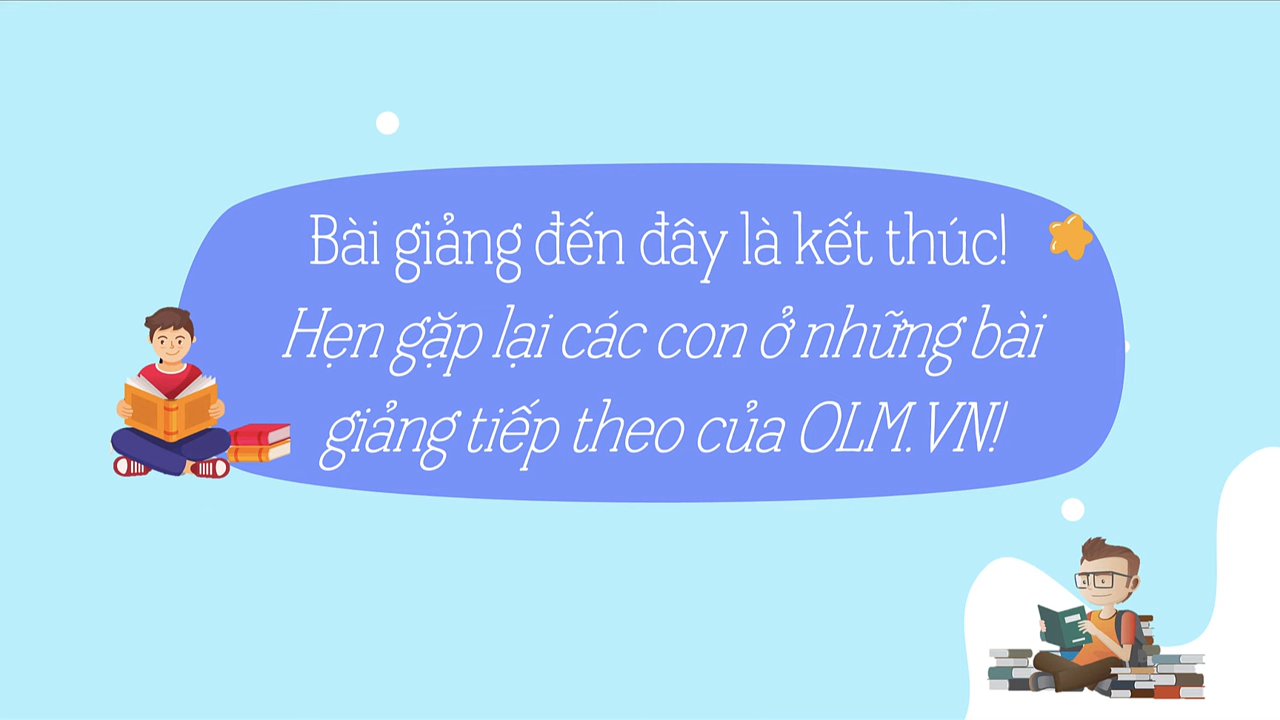 Bài giảng đến đây là kết thúc!
Hẹn gặp lại các con ở những bài
giảng tiếp theo của OLM.VN!